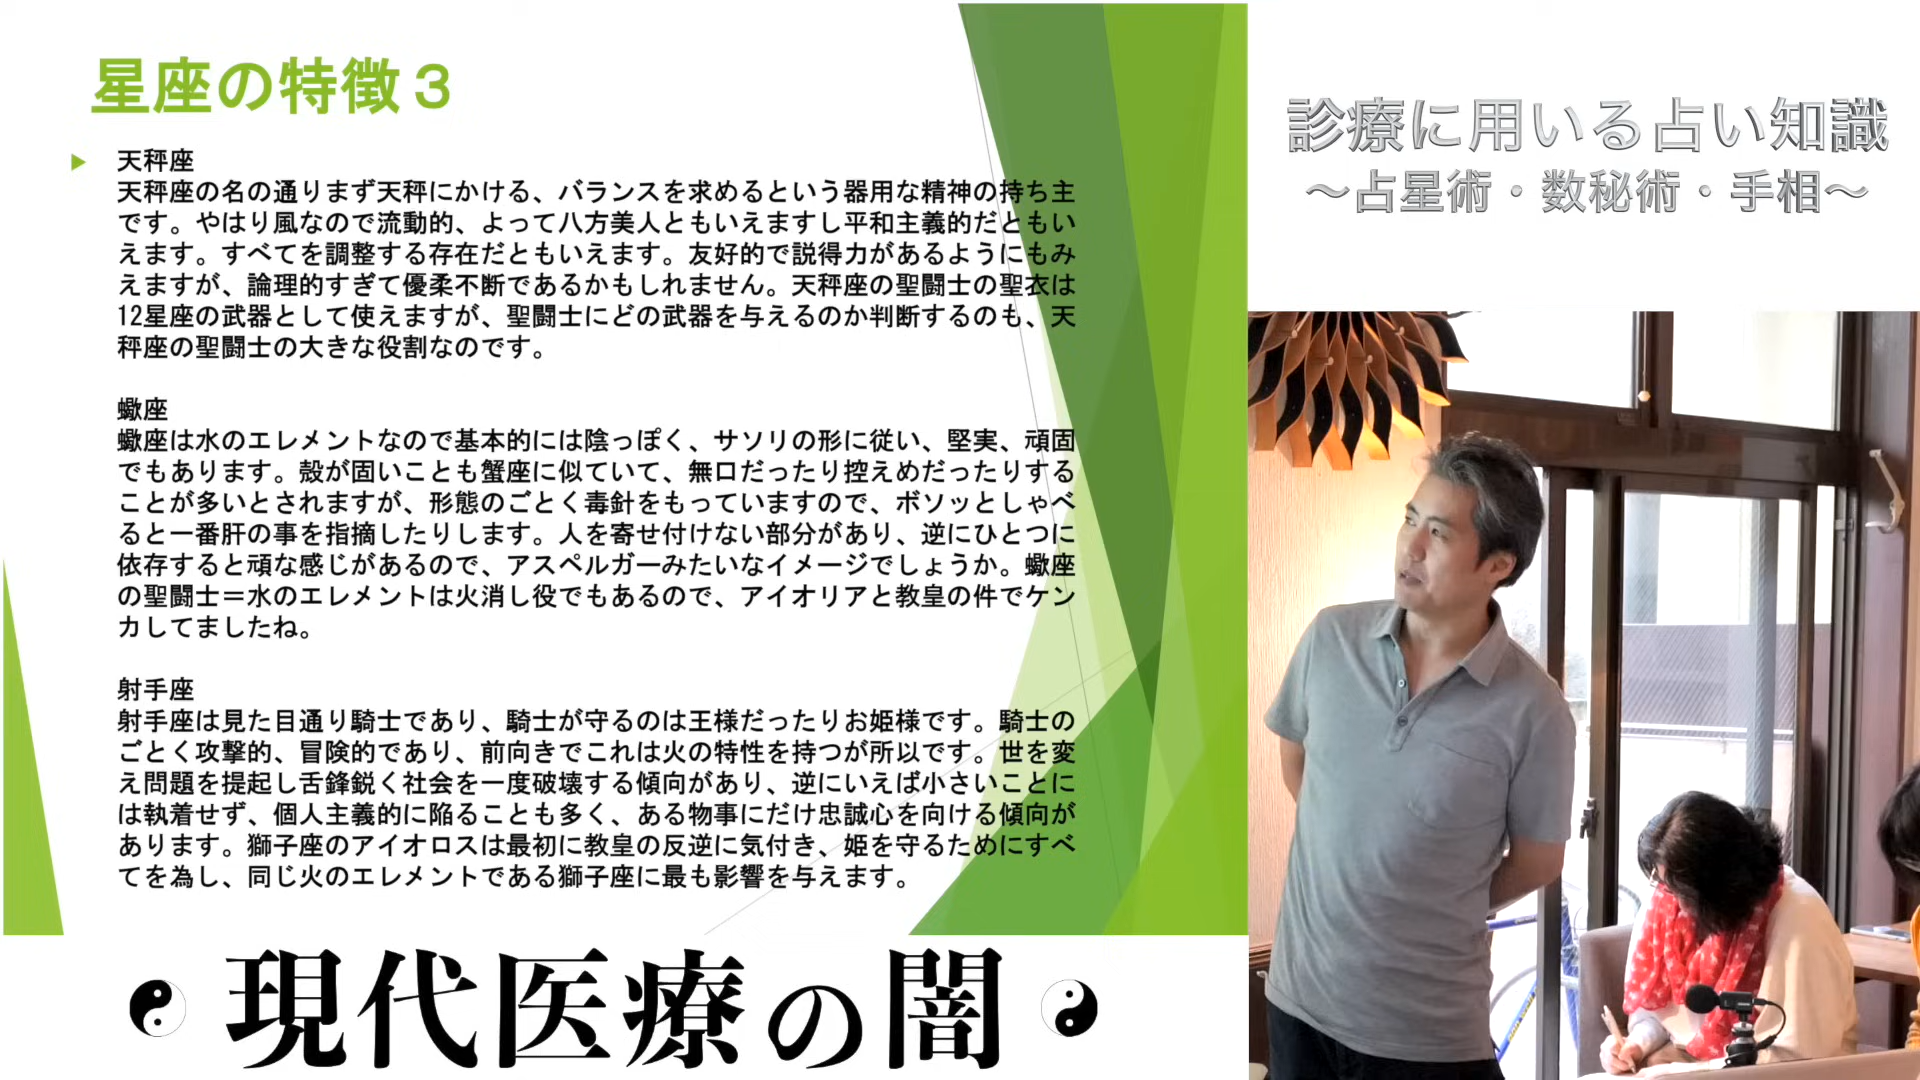 星座の特徴３
天秤座
天秤座の名の通りまず天秤にかける、バランスを求めるという器用な精神の持ち主
です。やはり風なので流動的、よって八方美人ともいえますし平和主義的だともい
えます。すべてを調整する存在だともいえます。友好的で説得力があるようにもみ
えますが、論理的すぎて優柔不断であるかもしれません。天秤座の聖闘士の聖衣は
12星座の武器として使えますが、聖闘士にどの武器を与えるのか判断するのも、天
秤座の聖闘士の大きな役割なのです。
蠍座
蠍座は水のエレメントなので基本的には陰っぽく、サソリの形に従い、堅実、頑固
でもあります。殻が固いことも蟹座に似ていて、無口だったり控えめだったりする
ことが多いとされますが、形態のごとく毒針をもっていますので、ボソッとしゃべ
ると一番肝の事を指摘したりします。人を寄せ付けない部分があり、逆にひとつに
依存すると頑な感じがあるので、アスペルガーみたいなイメージでしょうか。蠍座
の聖闘士＝水のエレメントは火消し役でもあるので、アイオリアと教皇の件でケン
カしてましたね。
射手座
射手座は見た目通り騎士であり、騎士が守るのは王様だったりお姫様です。騎士の
ごとく攻撃的、冒険的であり、前向きでこれは火の特性を持つが所以です。世を変
え問題を提起し舌鋒鋭く社会を一度破壊する傾向があり、逆にいえば小さいことに
は執着せず、個人主義的に陥ることも多く、ある物事にだけ忠誠心を向ける傾向が
あります。獅子座のアイオロスは最初に教皇の反逆に気付き、姫を守るためにすべ
てを為し、同じ火のエレメントである獅子座に最も影響を与えます。
診療に用いる占い知識
～占星術・数秘術・手相～
現代医療の闇